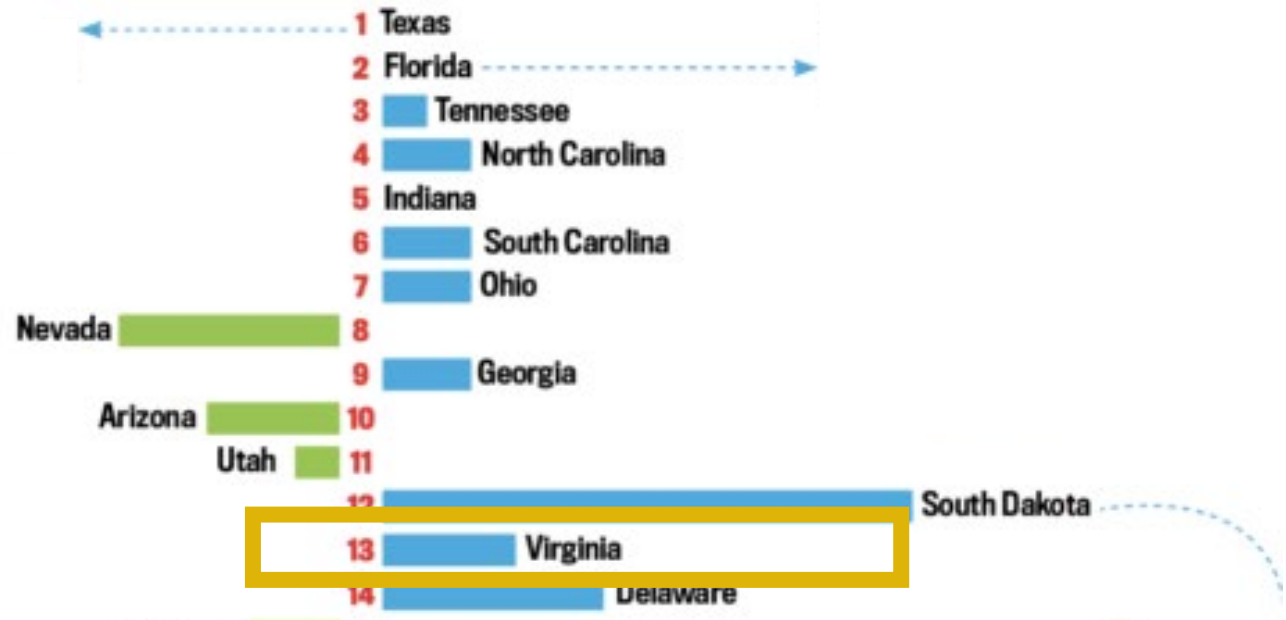 1 Texas
2 Florida
3 Tennessee
4 North Carolina
5 Indiana
6 South Carolina
7 Ohio
Nevada 8
9 Georgia
Arizona 10
Utah 11
12 South Dakota
13 Virginia
14 Delaware